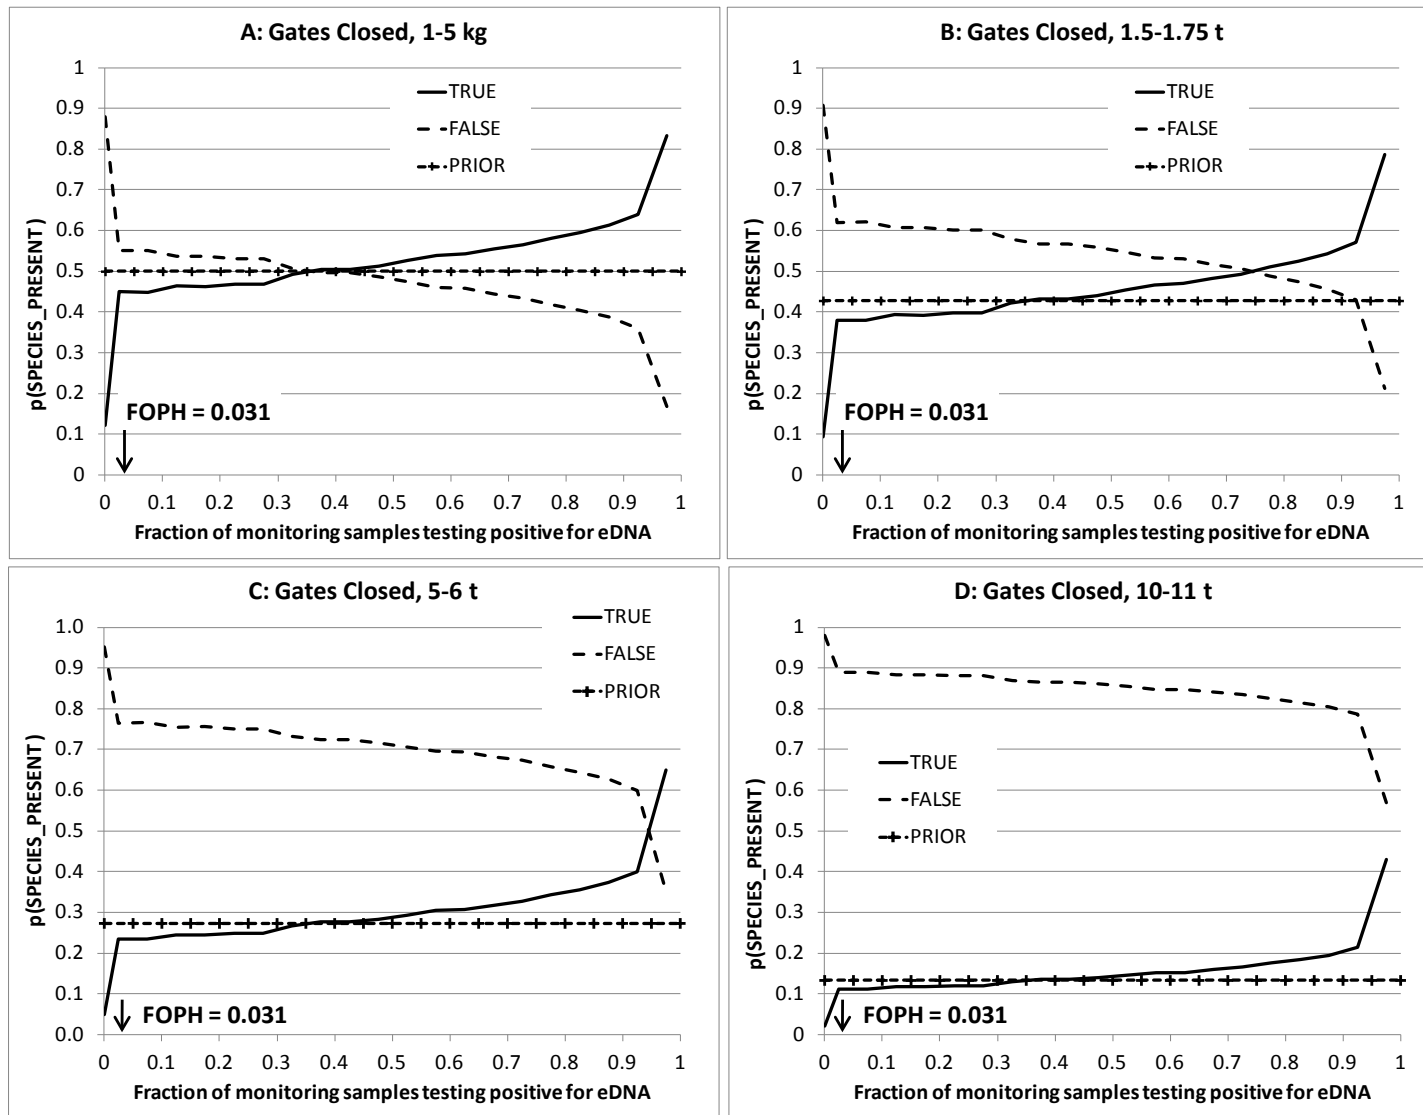 A: Gates Closed, 1-5 kg
1
0.9
0.8
0.7
0.6
0.5
0.4
0.3
0.2
0.1
0
p(SPECIES_PRESENT )
TRUE
FALSE
PRIOR
FOPH = 0.031
0 0.1 0.2 0.3 0.4 0.5 0.6 0.7 0.8 0.9 1
Fraction of monitoring samples testing positive for eDNA
B: Gates Closed, 1.5-1.75 t
1
0.9
0.8
0.7
0.6
0.5
0.4
0.3
0.2
0.1
0
p(SPECIES_PRESENT )
TRUE
FALSE
PRIOR
FOPH = 0.031
0 0.1 0.2 0.3 0.4 0.5 0.6 0.7 0.8 0.9 1
Fraction of monitoring samples testing positive for eDNA
C: Gates Closed, 5-6 t
1.0
0.9
0.8
0.7
0.6
0.5
0.4
0.3
0.2
0.1
0.0
p(SPECIES_PRESENT )
TRUE
FALSE
PRIOR
FOPH = 0.031
0 0.1 0.2 0.3 0.4 0.5 0.6 0.7 0.8 0.9 1
Fraction of monitoring samples testing positive for eDNA
D: Gates Closed, 10-11 t
1
0.9
0.8
0.7
0.6
0.5
0.4
0.3
0.2
0.1
0
p(SPECIES_PRESENT )
TRUE
FALSE
PRIOR
FOPH = 0.031
0 0.1 0.2 0.3 0.4 0.5 0.6 0.7 0.8 0.9 1
Fraction of monitoring samples testing positive for eDNA